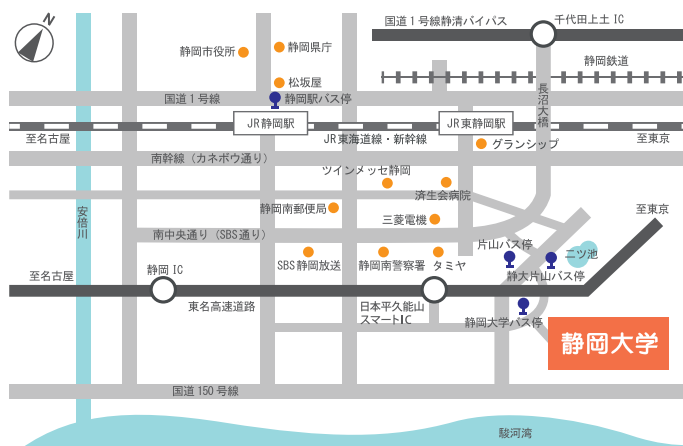 N
国道1号線静清バイパス
千代田上土 IC
静岡市役所
静岡県庁
静岡鉄道
松坂屋
長沼大橋
国道1号線
静岡駅バス停
JR静岡駅
JR東静岡駅
至名古屋
JR東海道線・新幹線
グランシップ
至東京
南幹線（カネボウ通り）
ツインメッセ静岡
済生会病院
安倍川
静岡南郵便局
三菱電機
至東京
南中央通り（SBS通り）
片山バス停
二ツ池
SBS静岡放送
静岡南警察署
タミヤ
静大片山バス停
至名古屋
静岡 IC
東名高速道路
日本平久能山
スマートIC
静岡大学バス停
静岡大学
国道150号線
駿河湾